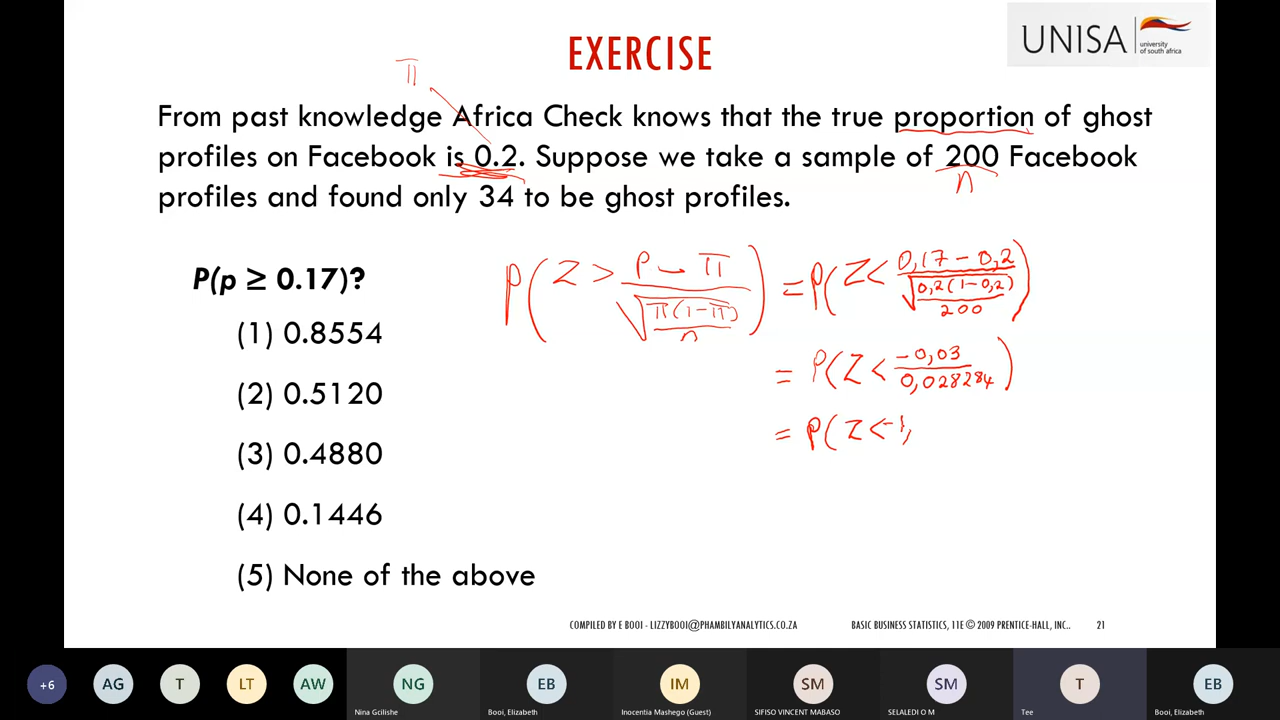 UNISA
university
of south africa
EXERCISE
π
From past knowledge Africa Check knows that the true proportion of ghost
profiles on Facebook is 0.2. Suppose we take a sample of 200 Facebook
n
profiles and found only 34 to be ghost profiles.
P(p ≥ 0.17)?
(1) 0.8554
(2) 0.5120
(3) 0.4880
(4) 0.1446
(5) None of the above
P(Z > (p - π) / √(π(1-π)/n)) = P(Z < (0,17 - 0,2) / √(0,2(1-0,2)/200))
= P(Z < -0,03 / 0,028284)
= P(Z < -1,
COMPILED BY E BOOI - LIZZYBOOI@PHAMBILYANALYTICS.CO.ZA
BASIC BUSINESS STATISTICS, 11E © 2009 PRENTICE-HALL, INC..
21
+6 AG T LT AW NG EB IM SM SM T EB
Nina Gcilishe
Booi, Elizabeth
Inocentia Mashego (Guest)
SIFISO VINCENT MABASO
SELALEDI O M
Tee
Booi, Elizabeth